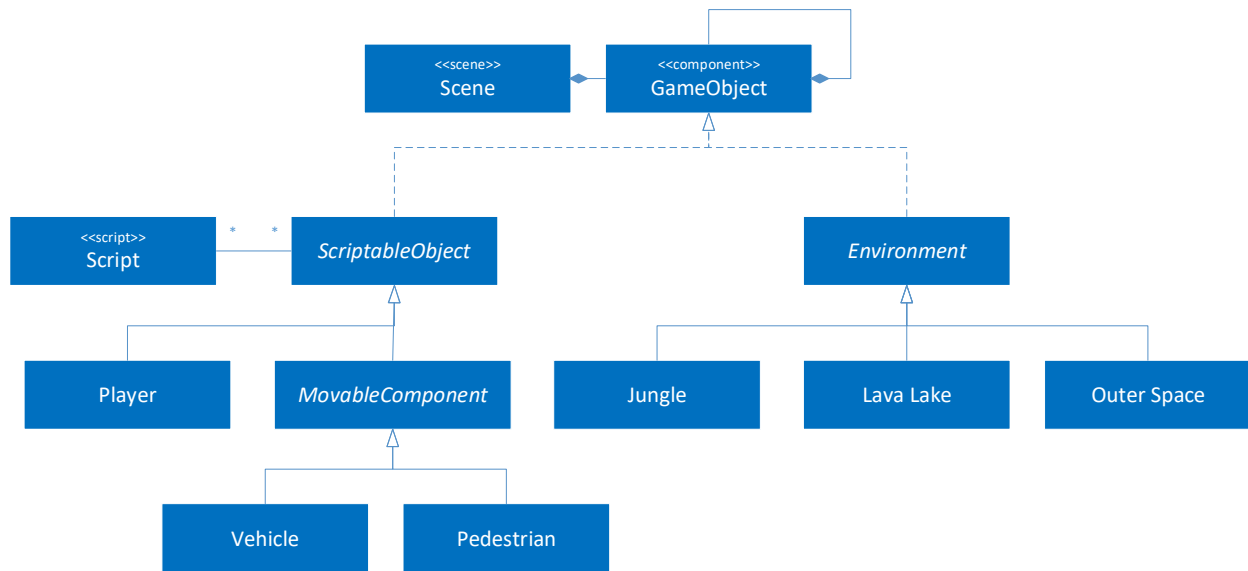 <<scene>>
Scene
<<component>>
GameObject
<<script>>
Script
* *
ScriptableObject
Environment
Player
MovableComponent
Jungle
Lava Lake
Outer Space
Vehicle
Pedestrian